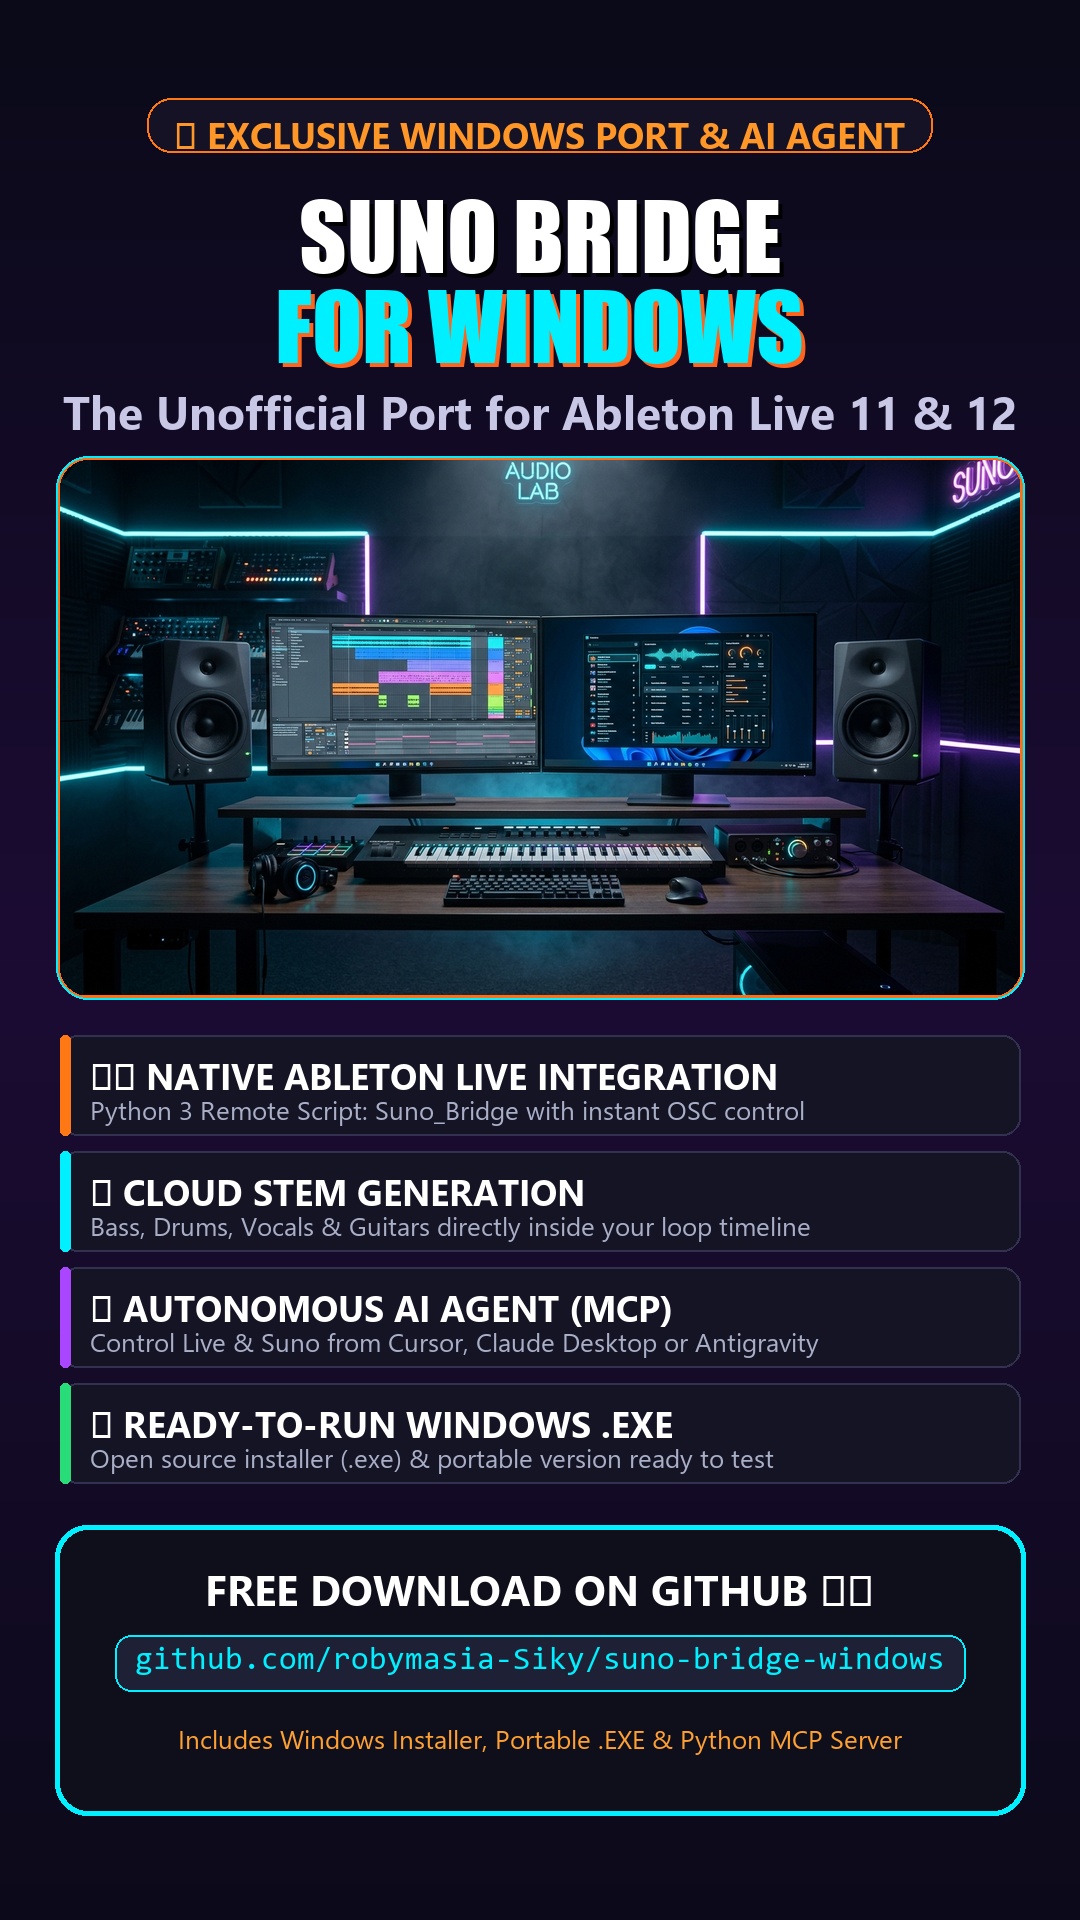 EXCLUSIVE WINDOWS PORT & AI AGENT
SUNO BRIDGE
FOR WINDOWS
The Unofficial Port for Ableton Live 11 & 12
AUDIO
LAB
SUNO
NATIVE ABLETON LIVE INTEGRATION
Python 3 Remote Script: Suno_Bridge with instant OSC control
CLOUD STEM GENERATION
Bass, Drums, Vocals & Guitars directly inside your loop timeline
AUTONOMOUS AI AGENT (MCP)
Control Live & Suno from Cursor, Claude Desktop or Antigravity
READY-TO-RUN WINDOWS .EXE
Open source installer (.exe) & portable version ready to test
FREE DOWNLOAD ON GITHUB
github.com/robymasia-Siky/suno-bridge-windows
Includes Windows Installer, Portable .EXE & Python MCP Server